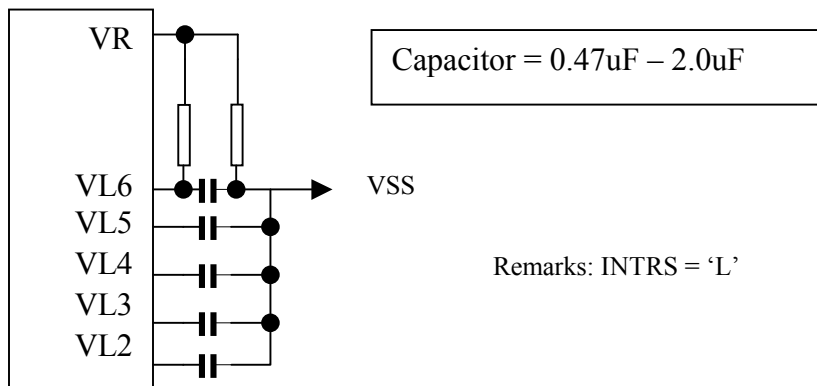 VR
Capacitor = 0.47uF – 2.0uF
VL6
VSS
VL5
VL4
Remarks: INTRS = ‘L’
VL3
VL2